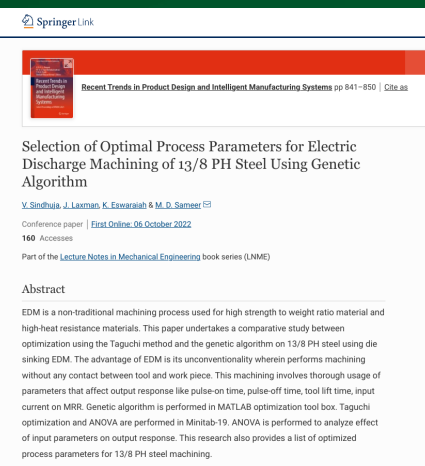 Springer Link
Recent Trends in
Product Design
and Intelligent
Manufacturing
Systems
Recent Trends in Product Design and Intelligent Manufacturing Systems pp 841–850 | Cite as
Selection of Optimal Process Parameters for Electric
Discharge Machining of 13/8 PH Steel Using Genetic
Algorithm
V. Sindhuja, J. Laxman, K. Eswaraiah & M. D. Sameer
Conference paper | First Online: 06 October 2022
160 Accesses
Part of the Lecture Notes in Mechanical Engineering book series (LNME)
Abstract
EDM is a non-traditional machining process used for high strength to weight ratio material and
high-heat resistance materials. This paper undertakes a comparative study between
optimization using the Taguchi method and the genetic algorithm on 13/8 PH steel using die
sinking EDM. The advantage of EDM is its unconventionality wherein performs machining
without any contact between tool and work piece. This machining involves thorough usage of
parameters that affect output response like pulse-on time, pulse-off time, tool lift time, input
current on MRR. Genetic algorithm is performed in MATLAB optimization tool box. Taguchi
optimization and ANOVA are performed in Minitab-19. ANOVA is performed to analyze effect
of input parameters on output response. This research also provides a list of optimized
process parameters for 13/8 PH steel machining.